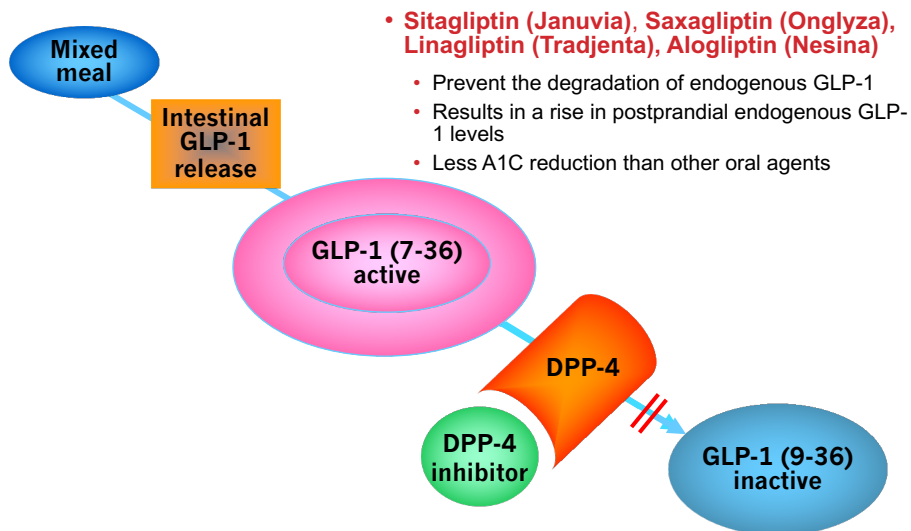 • Sitagliptin (Januvia), Saxagliptin (Onglyza),
Linagliptin (Tradjenta), Alogliptin (Nesina)
• Prevent the degradation of endogenous GLP-1
• Results in a rise in postprandial endogenous GLP-
1 levels
• Less A1C reduction than other oral agents
Mixed
meal
Intestinal
GLP-1
release
GLP-1 (7-36)
active
DPP-4
DPP-4
inhibitor
GLP-1 (9-36)
inactive